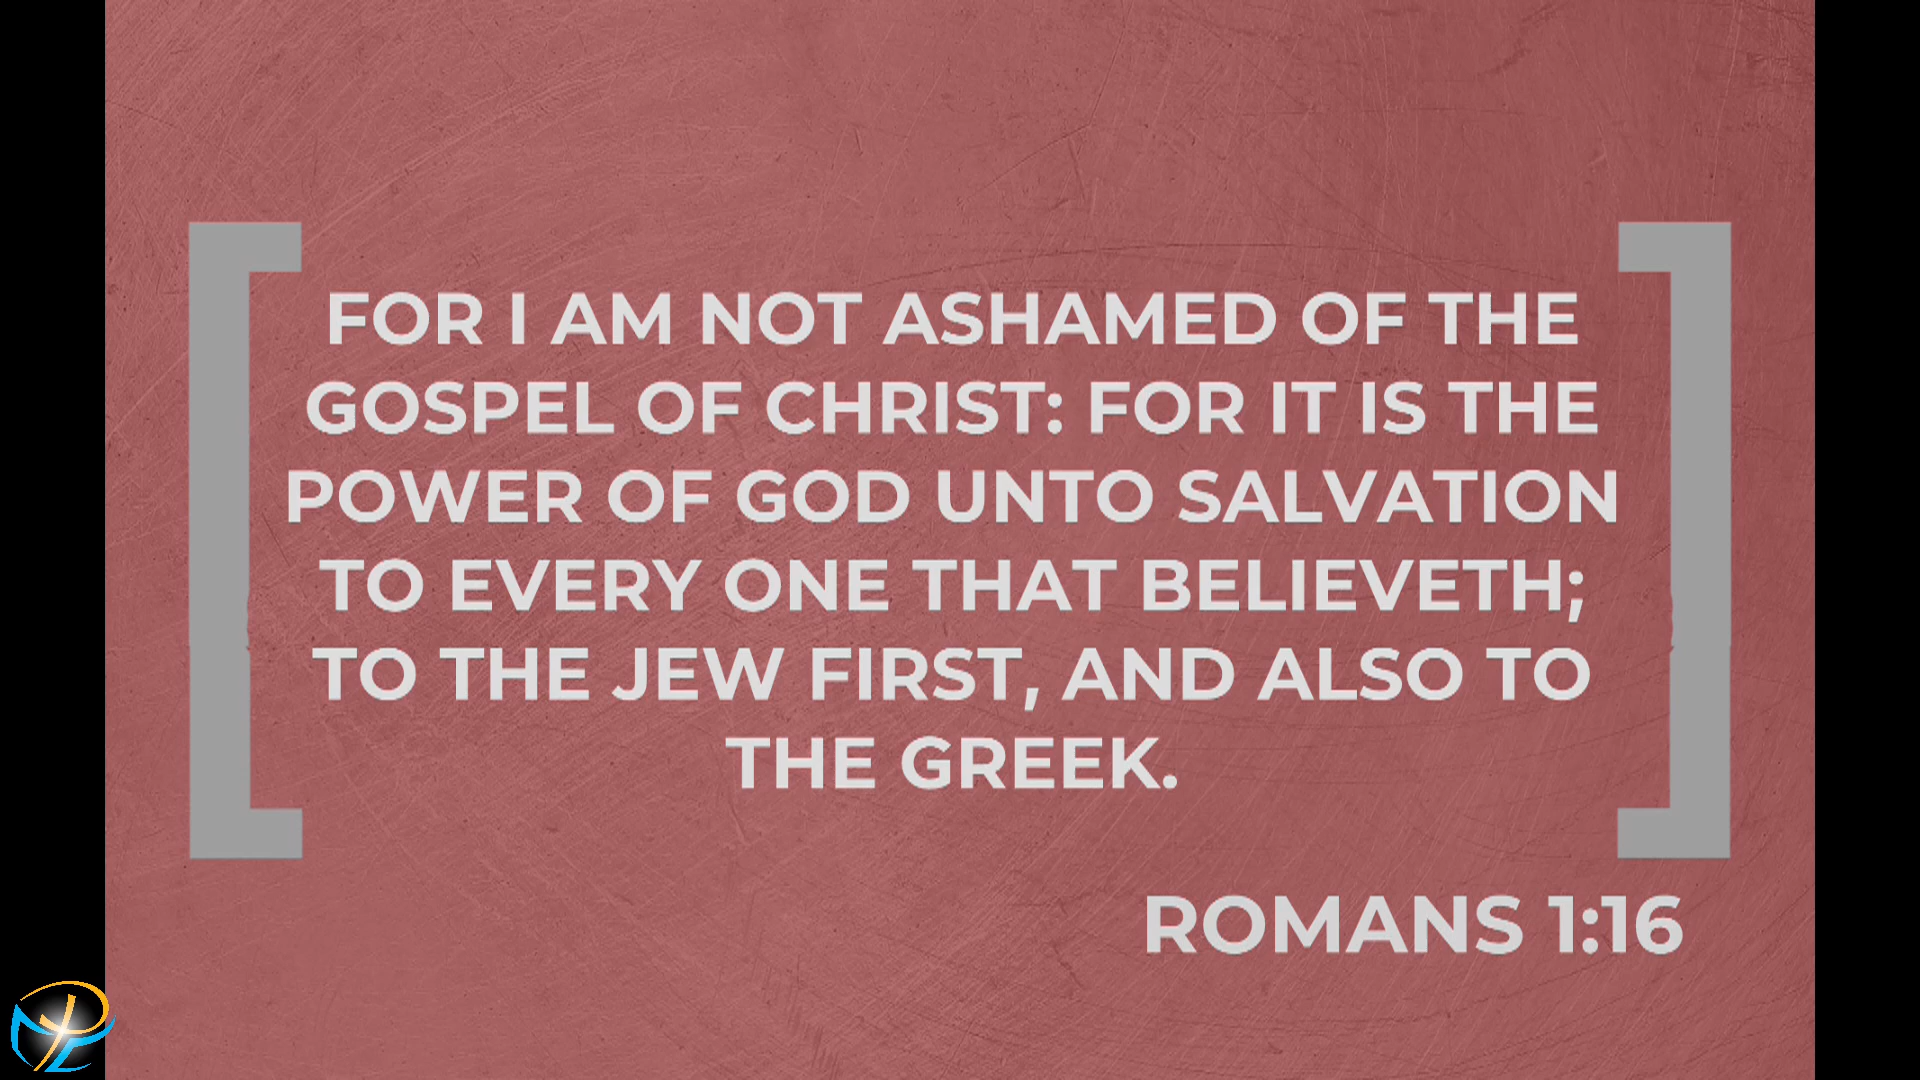 FOR I AM NOT ASHAMED OF THE
GOSPEL OF CHRIST: FOR IT IS THE
POWER OF GOD UNTO SALVATION
TO EVERY ONE THAT BELIEVETH;
TO THE JEW FIRST, AND ALSO TO
THE GREEK.
ROMANS 1:16